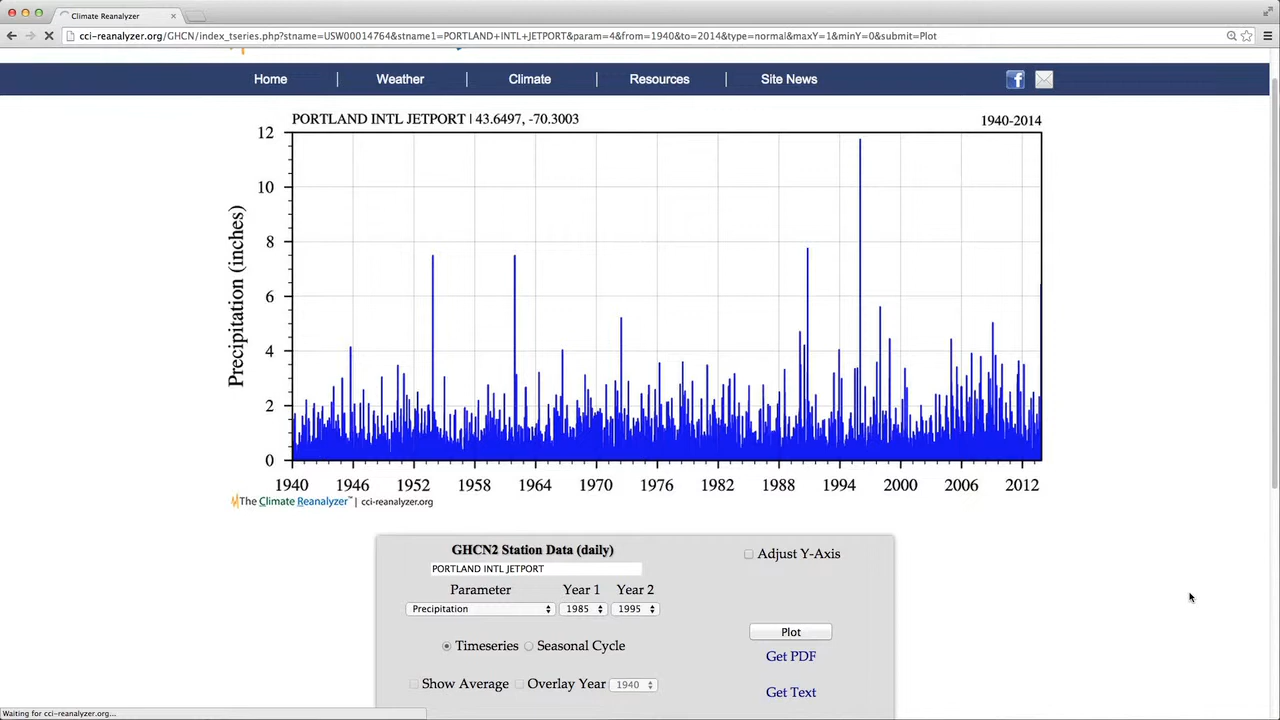 Climate Reanalyzer
cci-reanalyzer.org/GHCN/index_tseries.php?stname=USW00014764&stname1=PORTLAND+INTL+JETPORT&param=4&from=1940&to=2014&type=normal&maxY=1&minY=0&submit=Plot
Home | Weather | Climate | Resources | Site News
PORTLAND INTL JETPORT | 43.6497, -70.3003 1940-2014
Precipitation (inches)
12
10
8
6
4
2
0
1940 1946 1952 1958 1964 1970 1976 1982 1988 1994 2000 2006 2012
The Climate Reanalyzer™ | cci-reanalyzer.org
GHCN2 Station Data (daily)
Adjust Y-Axis
PORTLAND INTL JETPORT
Parameter Year 1 Year 2
Precipitation 1985 1995
Plot
Timeseries Seasonal Cycle
Get PDF
Show Average Overlay Year 1940
Get Text
Waiting for cci-reanalyzer.org...